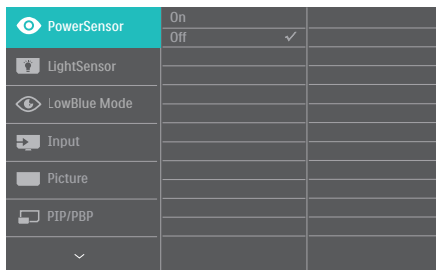 PowerSensor
On
Off
LightSensor
LowBlue Mode
Input
Picture
PIP/PBP